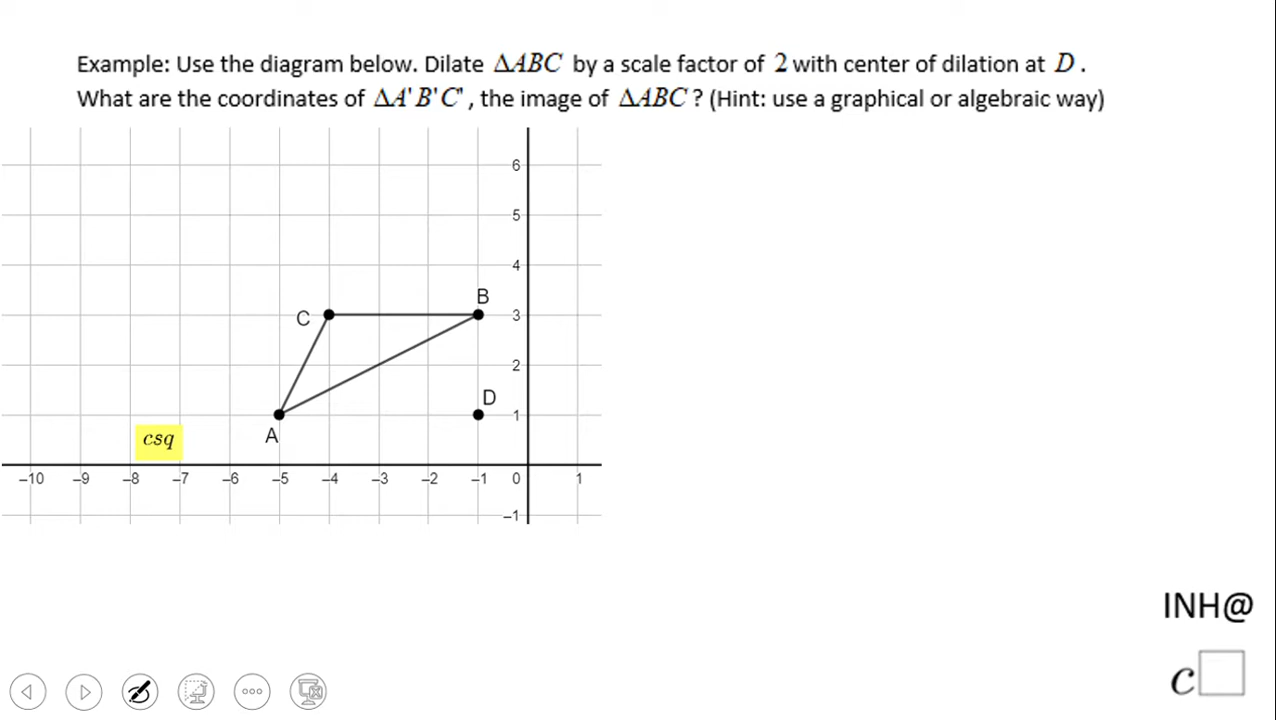 Example: Use the diagram below. Dilate ΔABC by a scale factor of 2 with center of dilation at D.
What are the coordinates of ΔA'B'C', the image of ΔABC? (Hint: use a graphical or algebraic way)
6
5
4
B
C
3
2
D
1
A
csq
−10 −9 −8 −7 −6 −5 −4 −3 −2 −1 0 1
−1
INH@
c